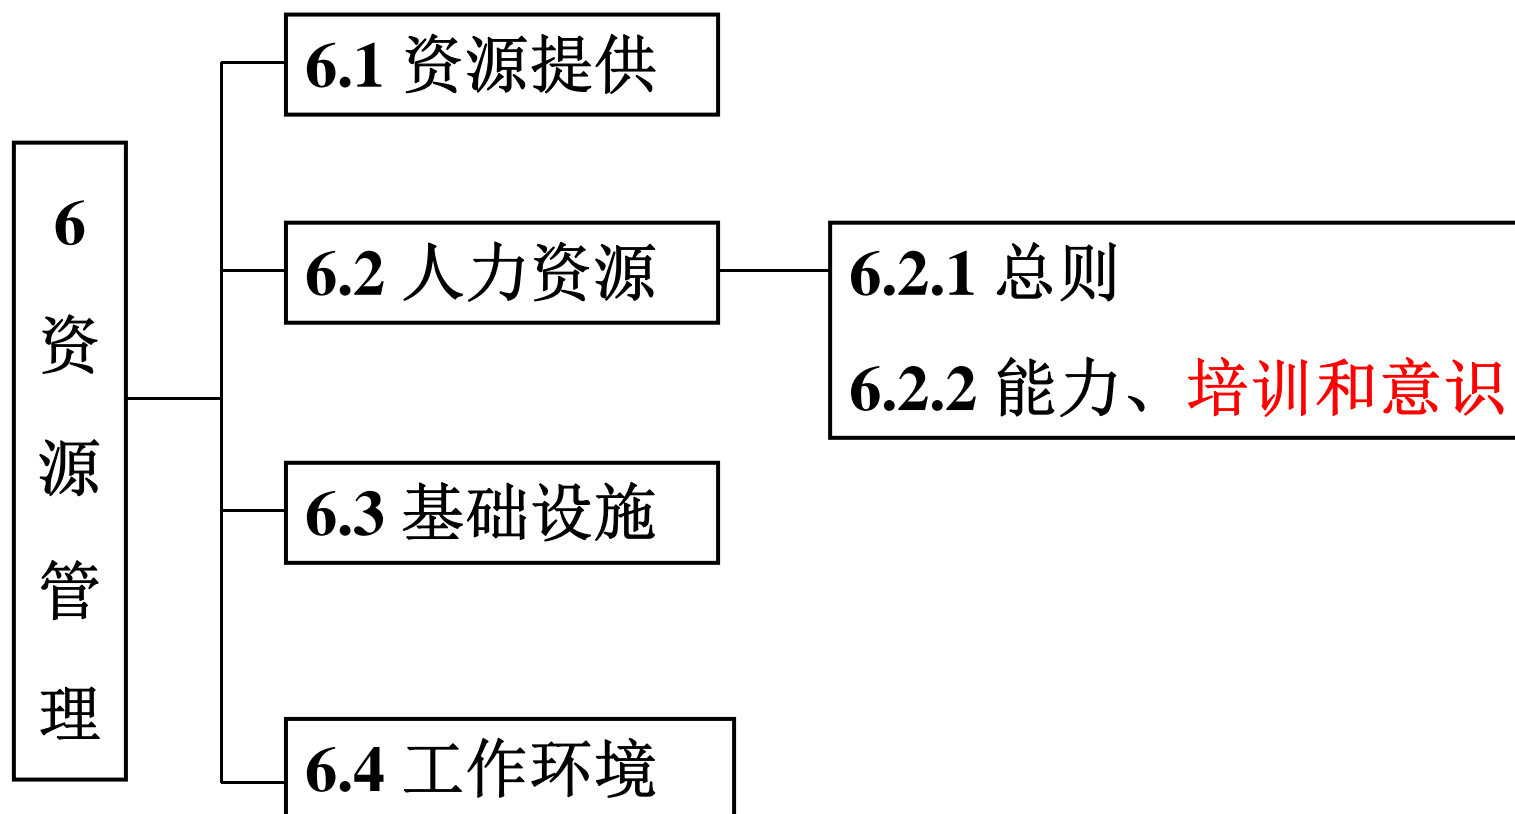 6
资
源
管
理
6.1 资源提供
6.2 人力资源
6.2.1 总则
6.2.2 能力、培训和意识
6.3 基础设施
6.4 工作环境